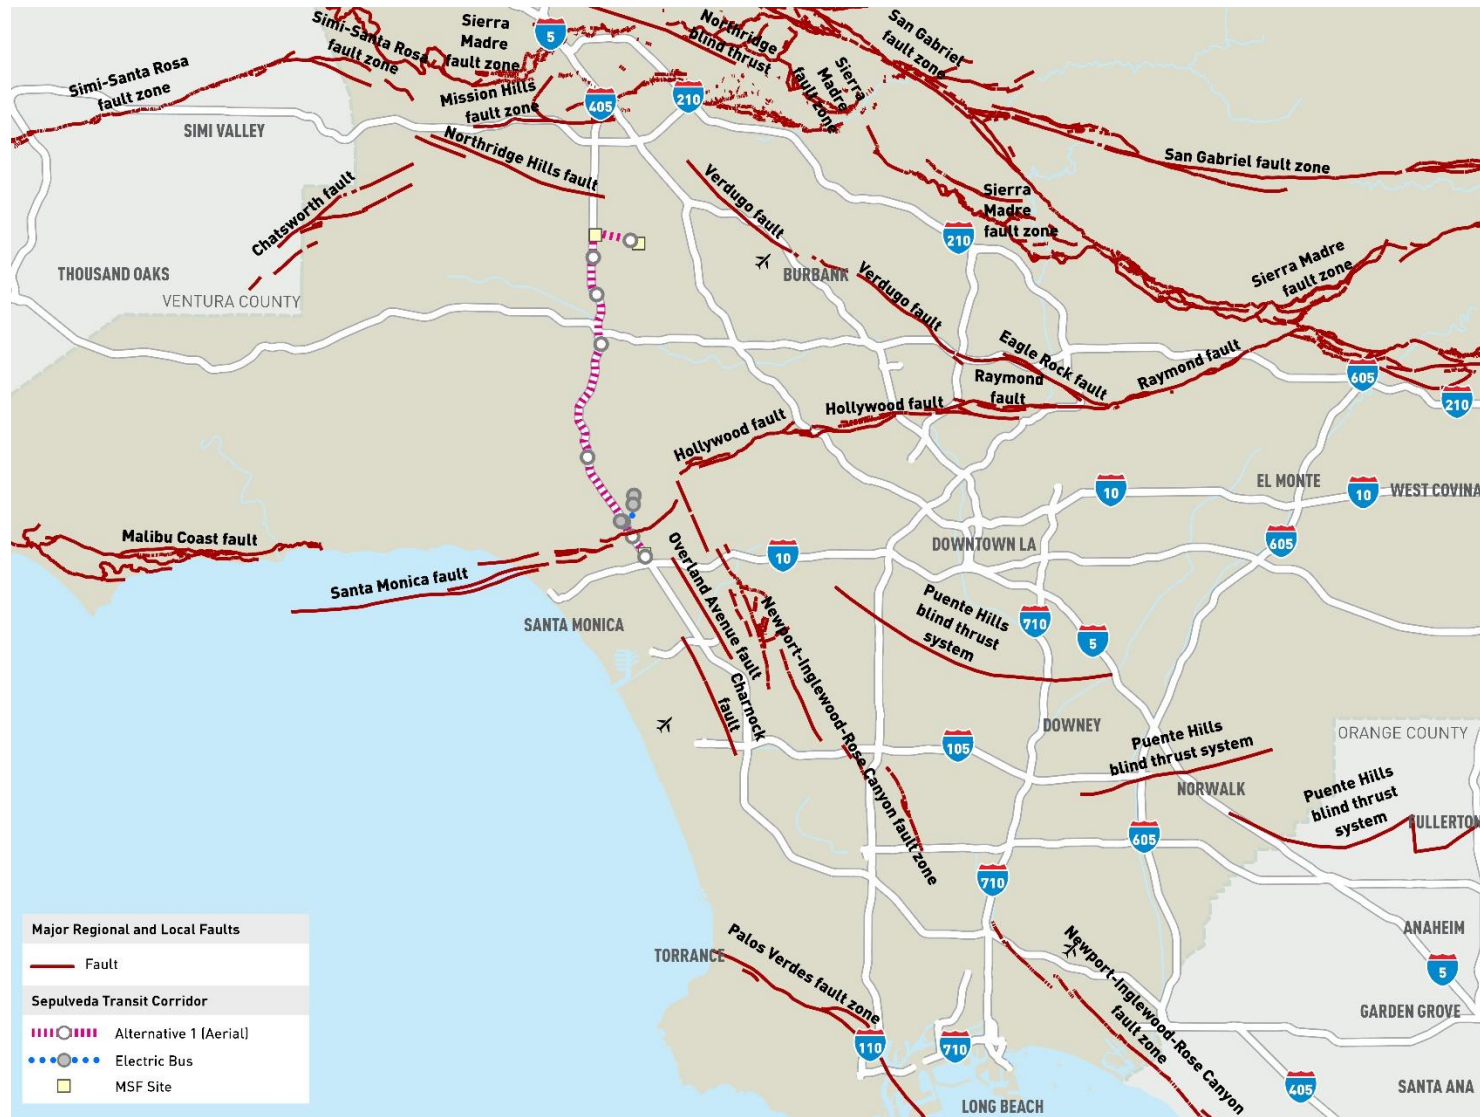 Simi-Santa Rosa
fault zone
Sierra
Madre
fault zone
5
Northridge
blind thrust
San Gabriel
fault zone
Simi-Santa Rosa
fault zone
Mission Hills
fault zone
405
210
Sierra
Madre
fault zone
SIMI VALLEY
Northridge Hills fault
San Gabriel fault zone
Chatsworth fault
Verdugo fault
Sierra
Madre
fault zone
210
THOUSAND OAKS
VENTURA COUNTY
BURBANK
Sierra Madre
fault zone
Verdugo fault
Eagle Rock fault
Raymond fault
Raymond
fault
605
210
Hollywood fault
Hollywood fault
EL MONTE
10
10
WEST COVINA
Malibu Coast fault
DOWNTOWN LA
605
10
Santa Monica fault
Overland Avenue fault
SANTA MONICA
Puente Hills
blind thrust
system
710
5
Newport-Inglewood-Rose Canyon fault zone
Charnock
fault
DOWNEY
105
Puente Hills
blind thrust system
ORANGE COUNTY
NORWALK
Puente Hills
blind thrust
system
FULLERTON
605
710
Major Regional and Local Faults
Fault
Sepulveda Transit Corridor
Alternative 1 (Aerial)
Electric Bus
MSF Site
TORRANCE
Palos Verdes fault zone
Newport-Inglewood-Rose Canyon
fault zone
ANAHEIM
5
GARDEN GROVE
110
710
405
SANTA ANA
LONG BEACH